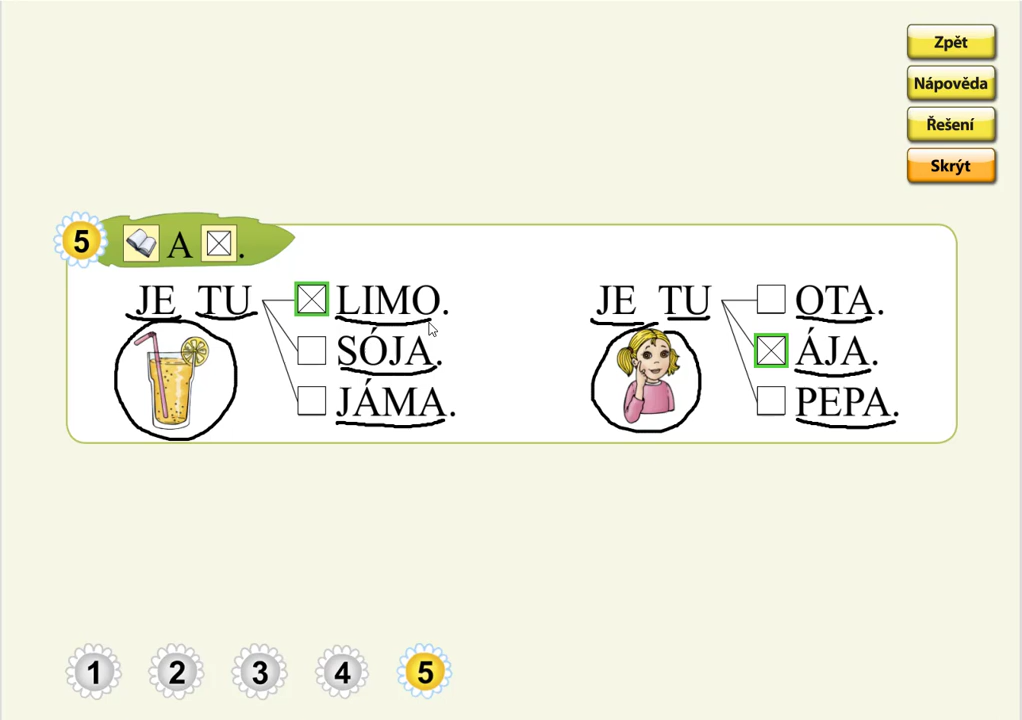 Zpět
Nápověda
Řešení
Skrýt
5 A .
JE TU LIMO.
SÓJA.
JÁMA.
JE TU OTA.
ÁJA.
PEPA.
1 2 3 4 5